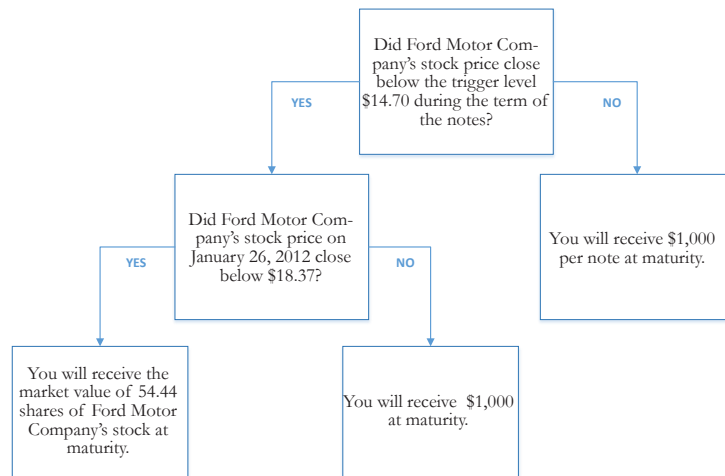 Did Ford Motor Com-
pany's stock price close
below the trigger level
$14.70 during the term of
the notes?
YES
NO
Did Ford Motor Com-
pany's stock price on
January 26, 2012 close
below $18.37?
You will receive $1,000
per note at maturity.
YES
NO
You will receive the
market value of 54.44
shares of Ford Motor
Company's stock at
maturity.
You will receive $1,000
at maturity.